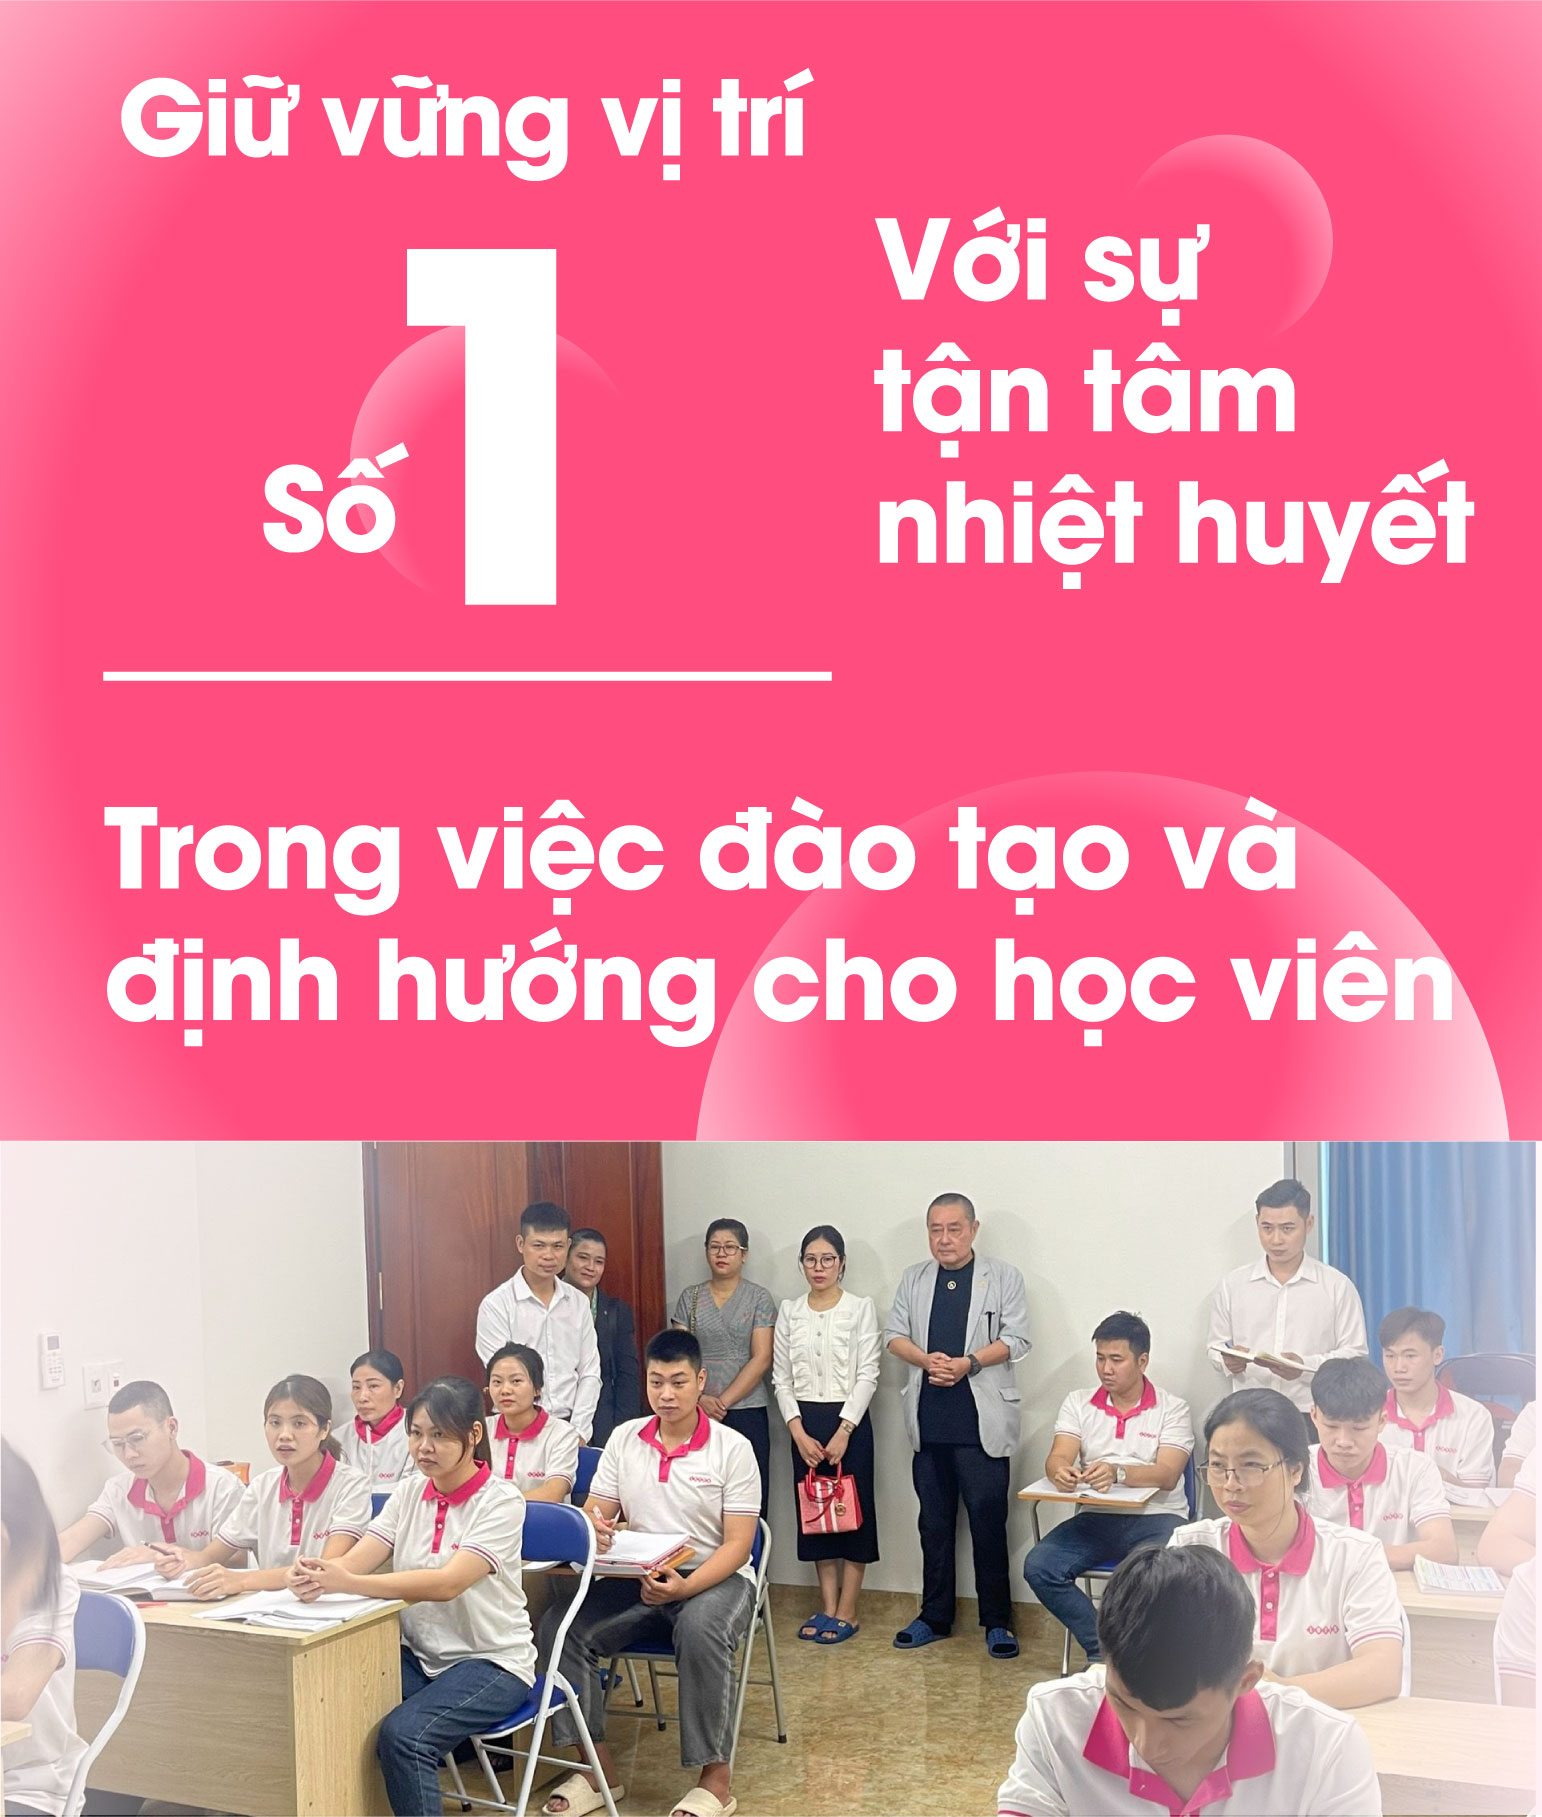 Giữ vững vị trí
Số 1
Với sự
tận tâm
nhiệt huyết
Trong việc đào tạo và
định hướng cho học viên